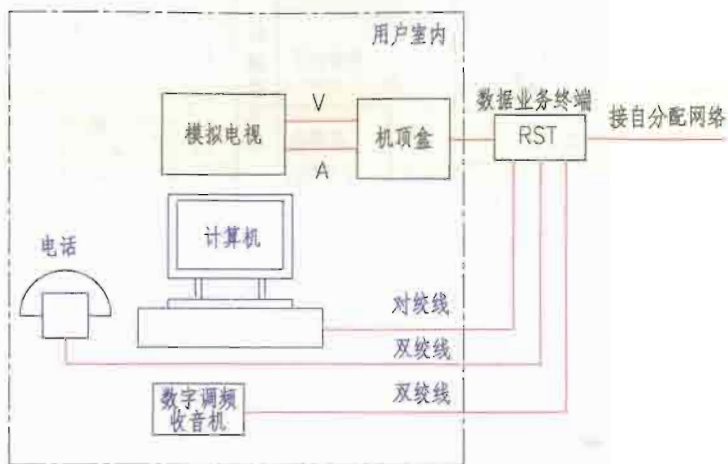 用户室内
V
数据业务终端
模拟电视
机顶盒
RST
接自分配网络
A
电话
计算机
对绞线
双绞线
数字调频
收音机
双绞线